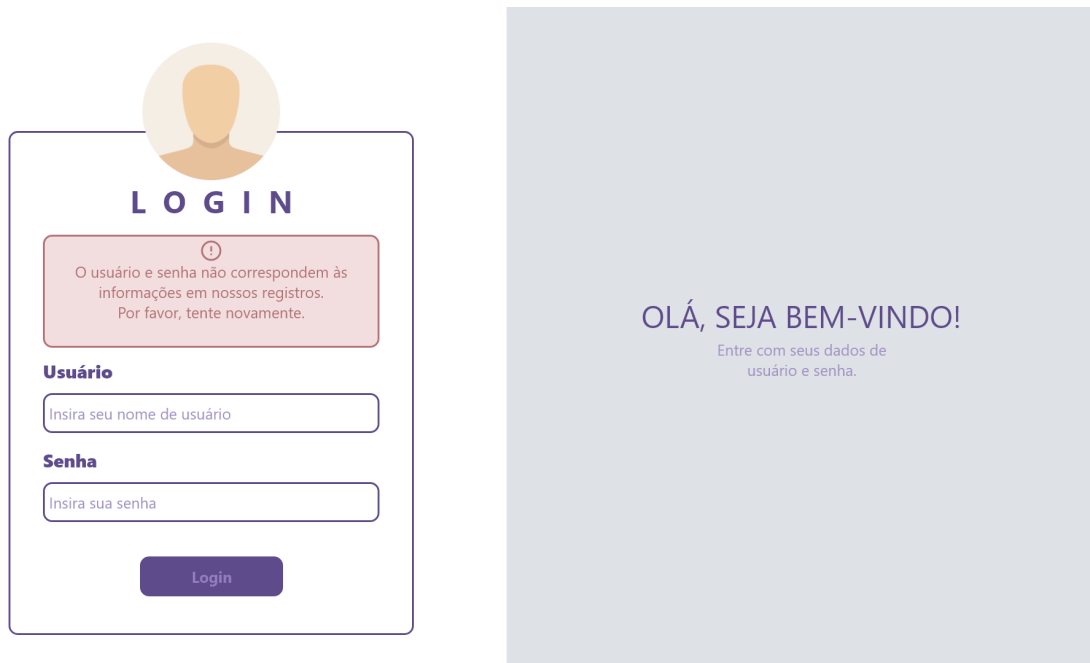 LOGIN
O usuário e senha não correspondem às
informações em nossos registros.
Por favor, tente novamente.
Usuário
Insira seu nome de usuário
Senha
Insira sua senha
Login
OLÁ, SEJA BEM-VINDO!
Entre com seus dados de
usuário e senha.